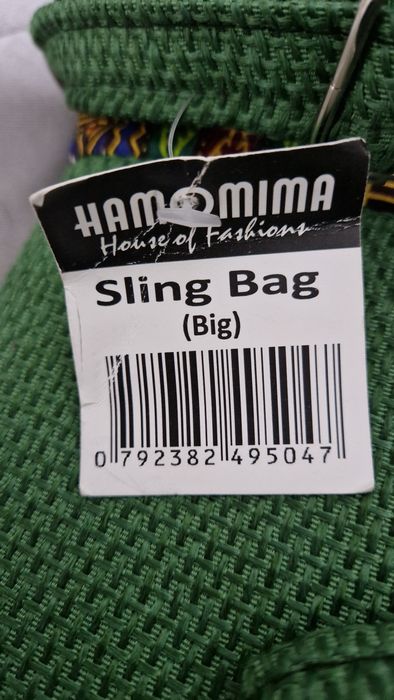 HAMOMIMA
House of Fashions
Sling Bag
(Big)
0 792382 495047